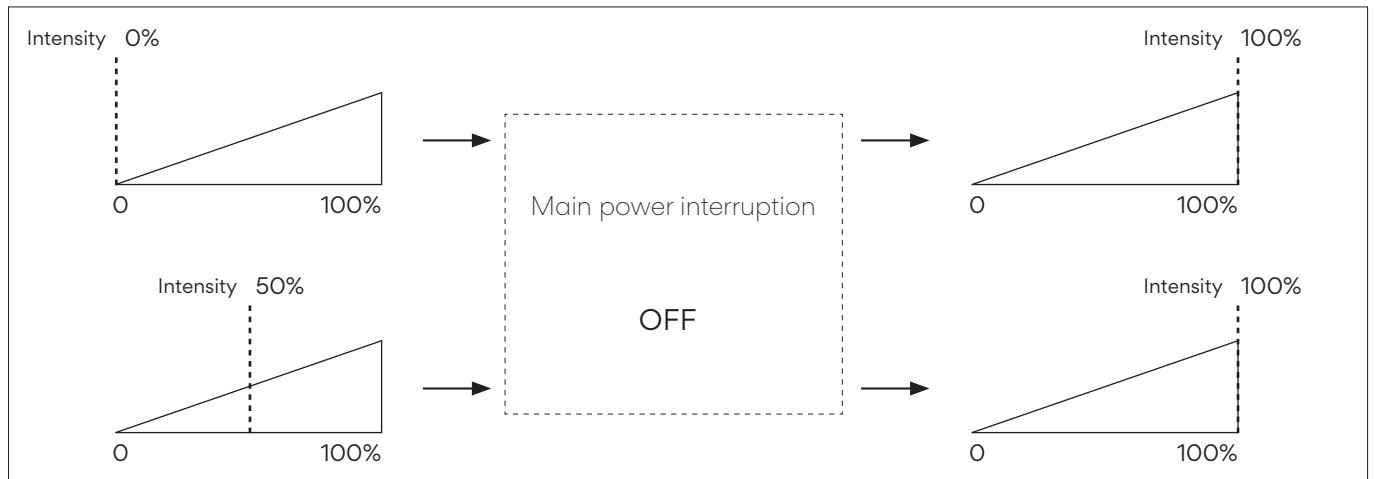 Intensity 0%
Intensity 100%
0 100%
Main power interruption
0 100%
Intensity 50%
OFF
Intensity 100%
0 100%
0 100%